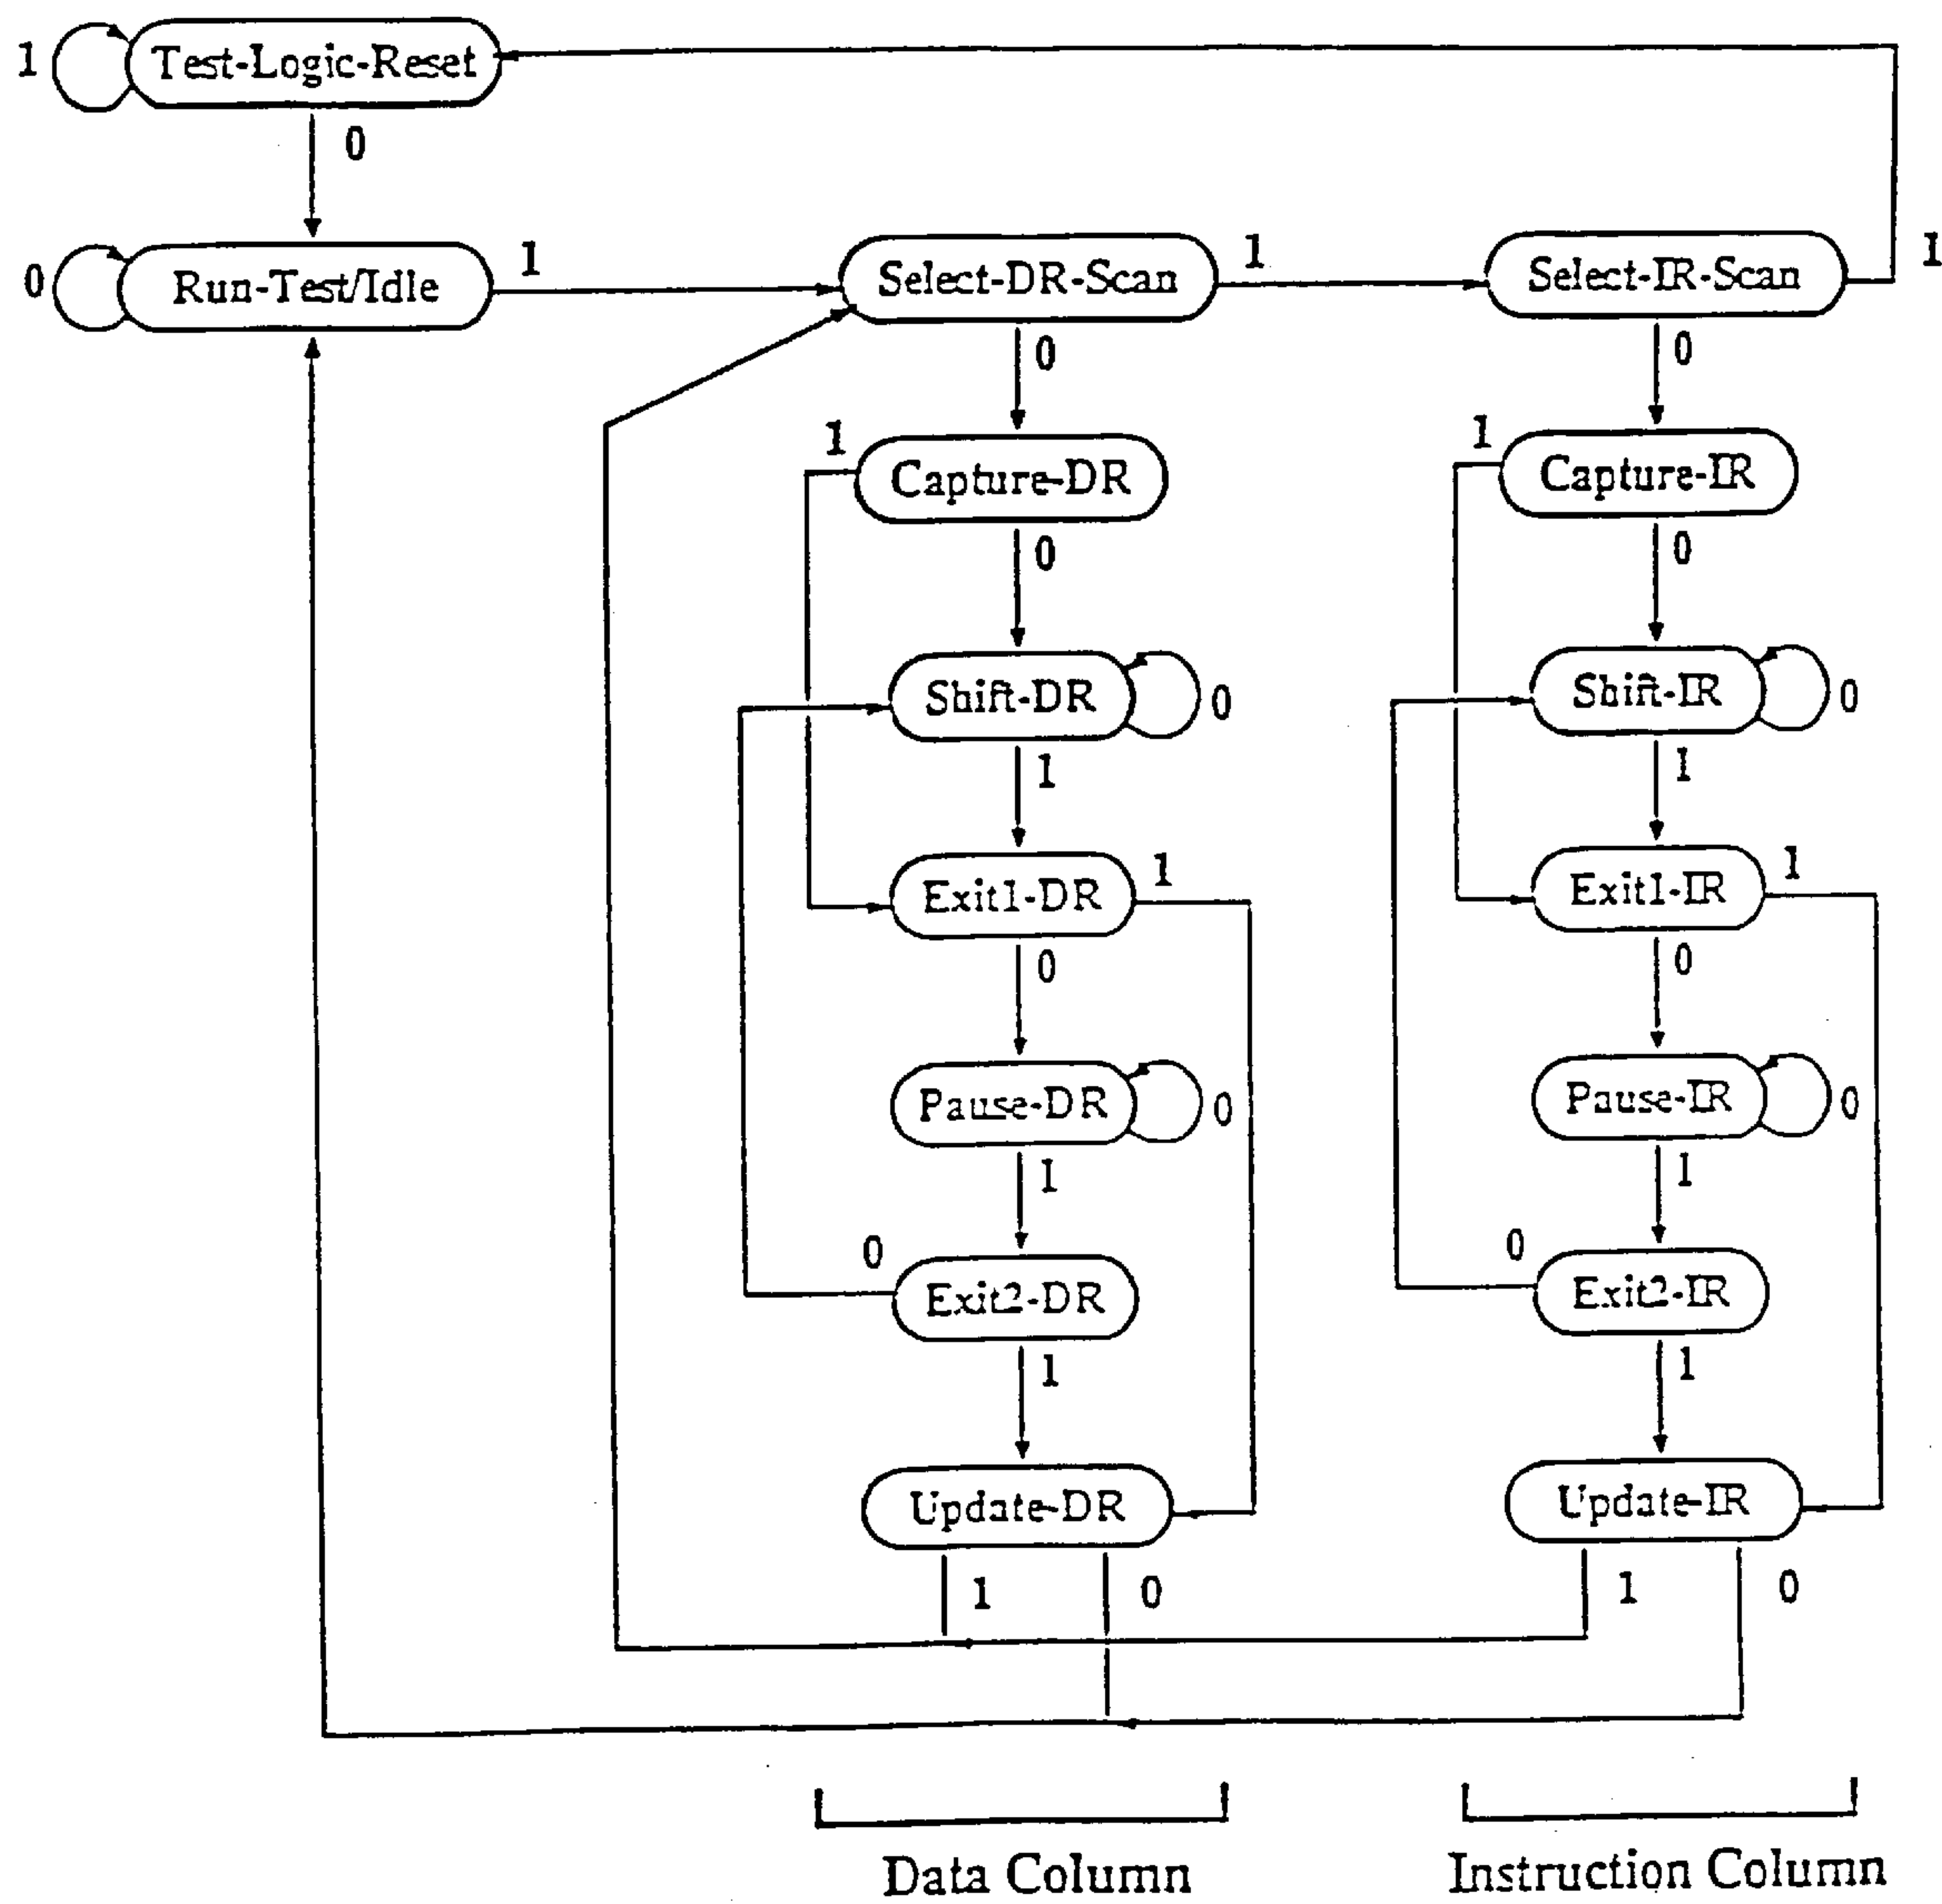 1 Test-Logic-Reset
0
0 Run-Test/Idle 1 Select-DR-Scan 1 Select-IR-Scan 1
0 0
1 Capture-DR 1 Capture-IR
0 0
Shift-DR 0 Shift-IR 0
1 1
Exit1-DR 1 Exit1-IR 1
0 0
Pause-DR 0 Pause-IR 0
1 1
0 Exit2-DR 0 Exit2-IR
1 1
Update-DR Update-IR
1 0 1 0
Data Column Instruction Column